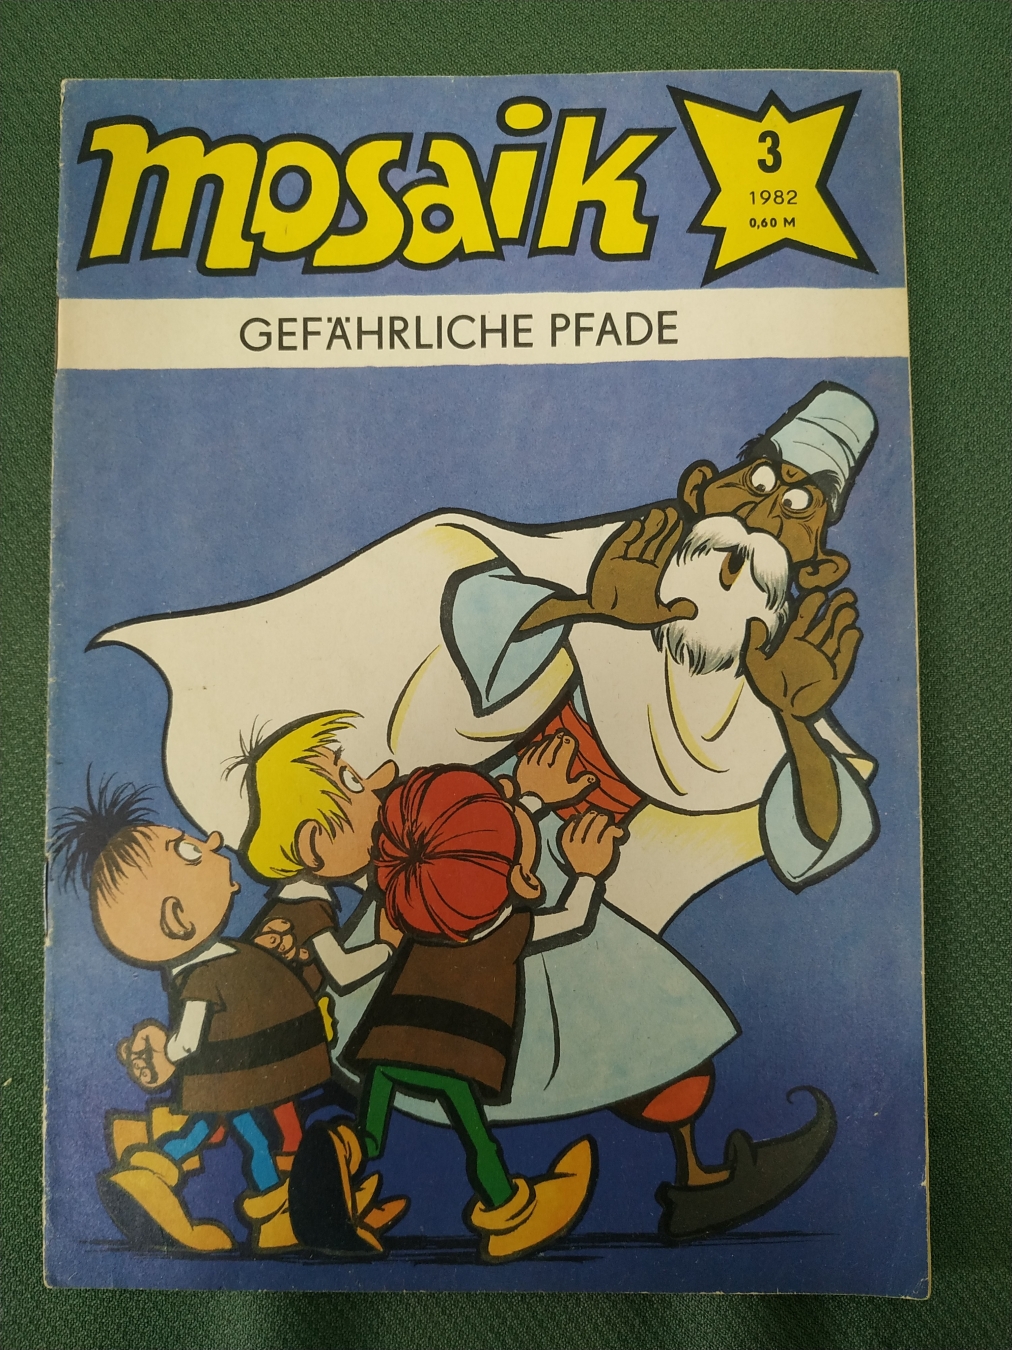 mosaik
3
1982
0,60 M
GEFÄHRLICHE PFADE